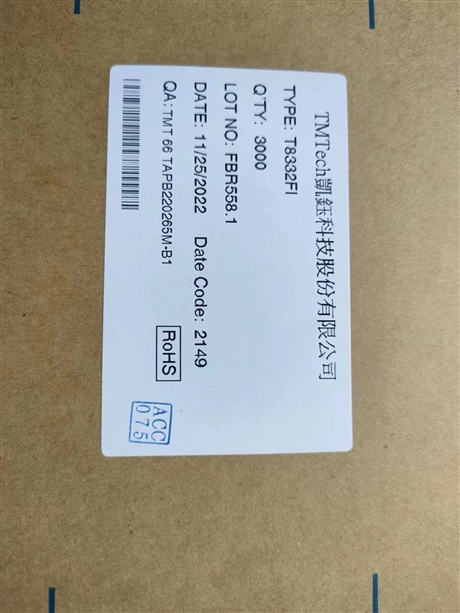 TMTech凱鈺科技股份有限公司
TYPE: T8332FI
Q'TY: 3000
LOT NO: FBR558.1
DATE: 11/25/2022 Date Code: 2149
QA: TMT 66 TAPB220265M-B1
RoHS
ACC
075